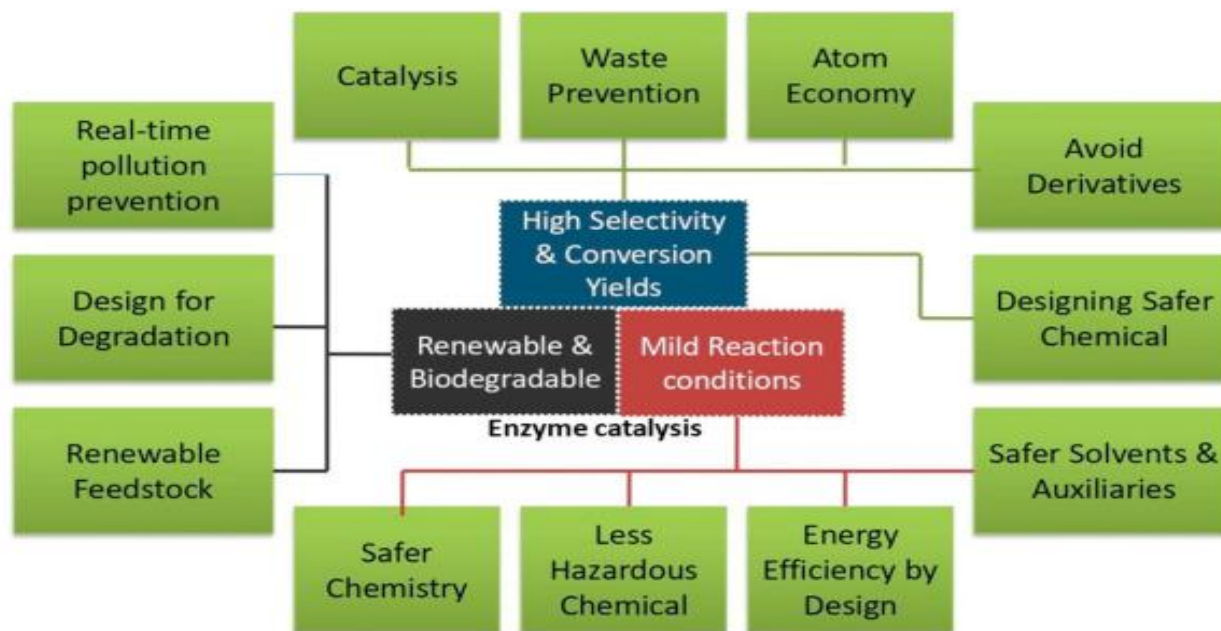 Catalysis
Waste
Prevention
Atom
Economy
Real-time
pollution
prevention
Avoid
Derivatives
High Selectivity
& Conversion
Yields
Design for
Degradation
Designing Safer
Chemical
Renewable &
Biodegradable
Mild Reaction
conditions
Enzyme catalysis
Renewable
Feedstock
Safer Solvents &
Auxiliaries
Safer
Chemistry
Less
Hazardous
Chemical
Energy
Efficiency by
Design